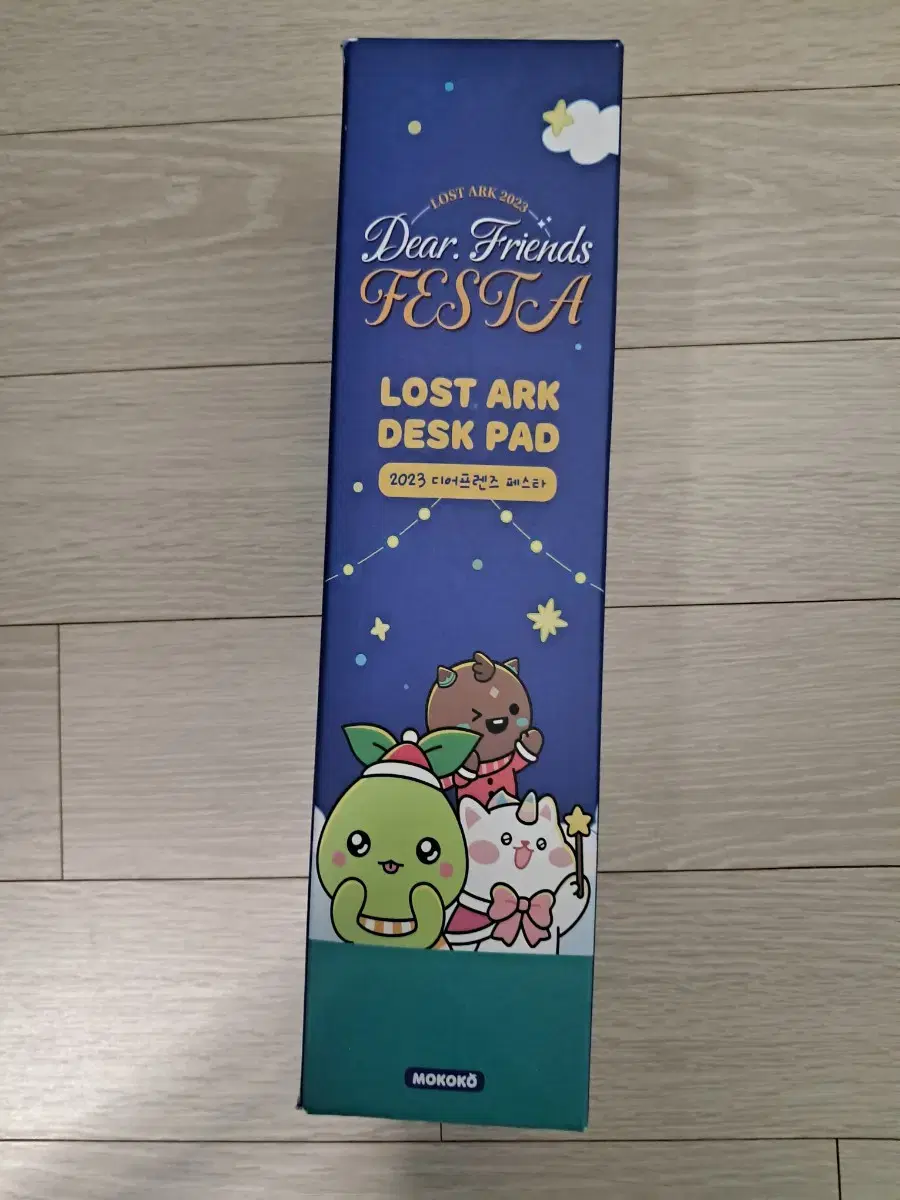 LOST ARK 2023
Dear. Friends
FESTA
LOST ARK
DESK PAD
2023 디어프렌즈 페스타
MOKOKO